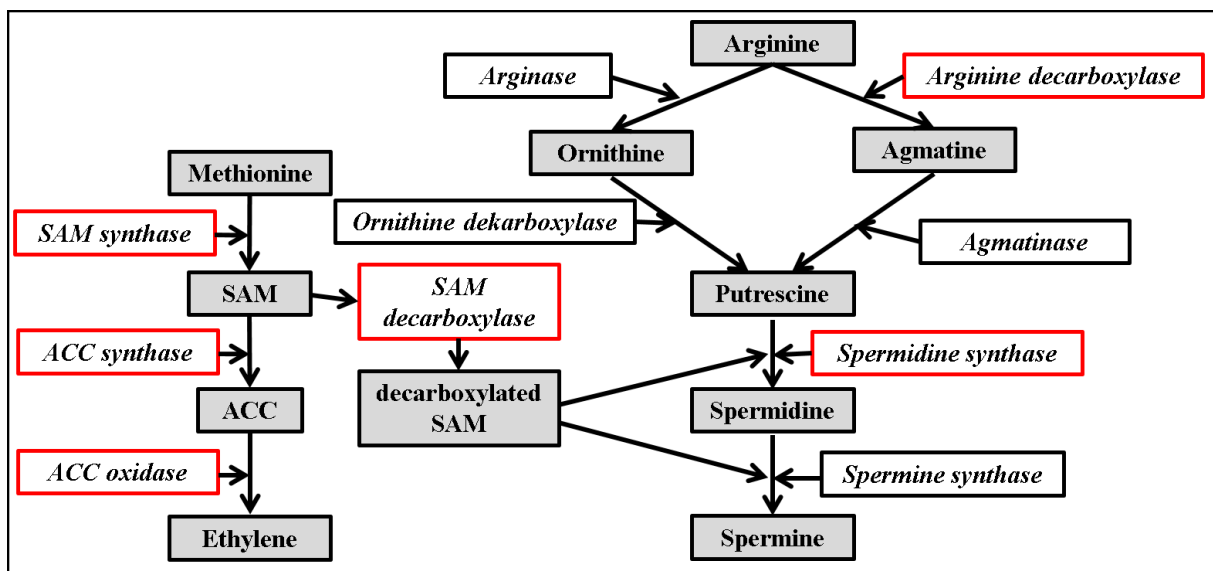 Arginine
Arginase
Arginine decarboxylase
Ornithine
Agmatine
Methionine
Ornithine dekarboxylase
SAM synthase
Agmatinase
SAM
SAM
decarboxylase
Putrescine
ACC synthase
Spermidine synthase
decarboxylated
SAM
ACC
Spermidine
ACC oxidase
Spermine synthase
Ethylene
Spermine